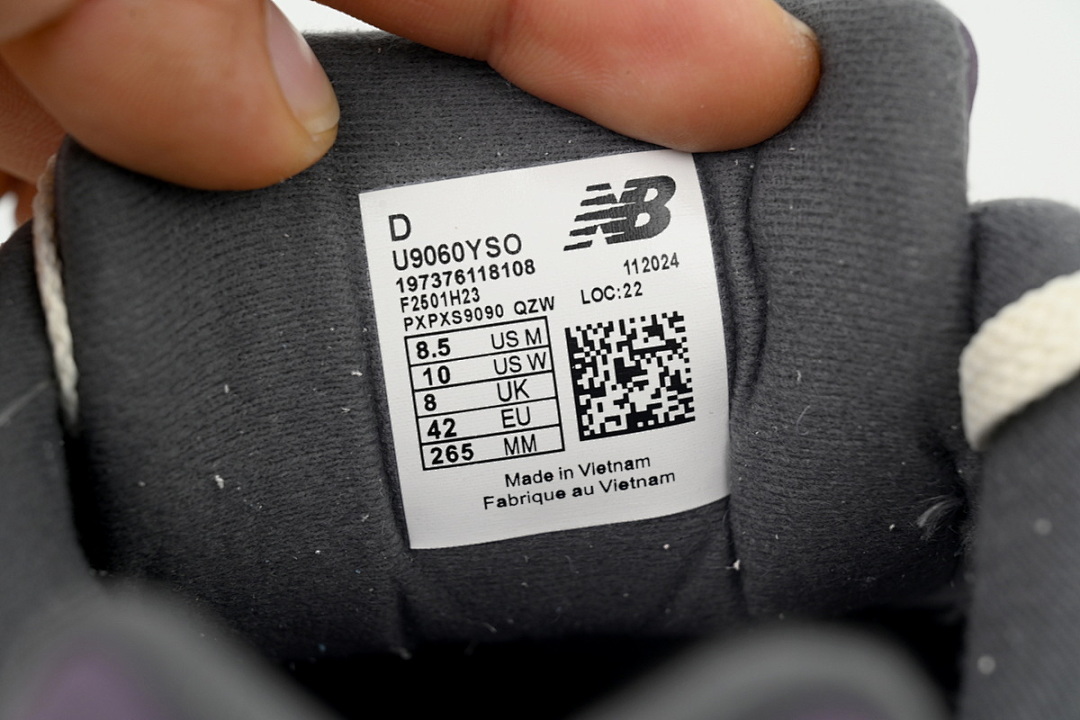 D
NB
U9060YSO
197376118108
112024
F2501H23
LOC:22
PXPXS9090 QZW
8.5 US M
10 US W
8 UK
42 EU
265 MM
Made in Vietnam
Fabrique au Vietnam